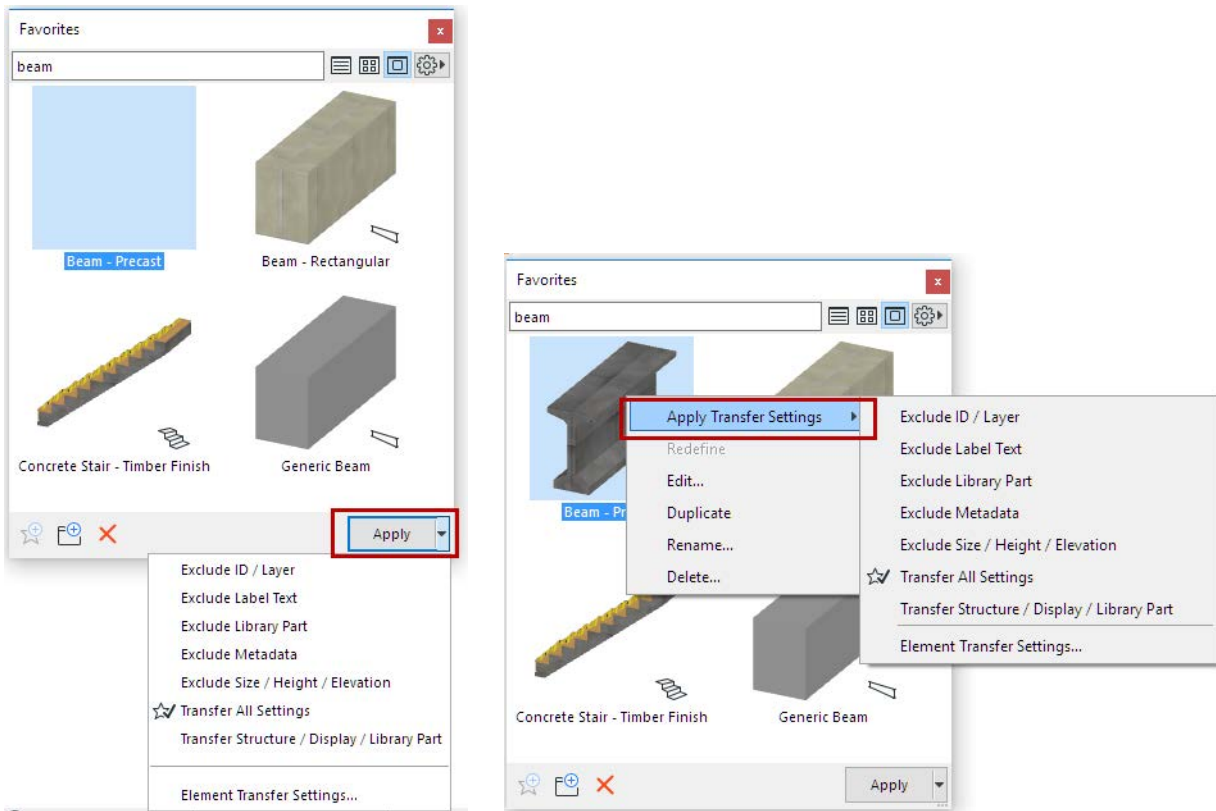 Favorites
x
beam
Beam - Precast
Beam - Rectangular
Concrete Stair - Timber Finish
Generic Beam
Apply
Exclude ID / Layer
Exclude Label Text
Exclude Library Part
Exclude Metadata
Exclude Size / Height / Elevation
Transfer All Settings
Transfer Structure / Display / Library Part
Element Transfer Settings...
Favorites
x
beam
Apply Transfer Settings
Redefine
Edit...
Duplicate
Rename...
Delete...
Beam - Pr
Exclude ID / Layer
Exclude Label Text
Exclude Library Part
Exclude Metadata
Exclude Size / Height / Elevation
Transfer All Settings
Transfer Structure / Display / Library Part
Element Transfer Settings...
Concrete Stair - Timber Finish
Generic Beam
Apply